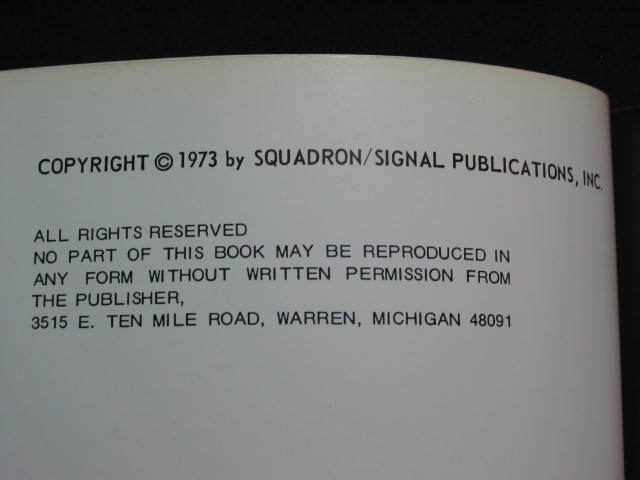 COPYRIGHT © 1973 by SQUADRON/SIGNAL PUBLICATIONS, INC.
ALL RIGHTS RESERVED
NO PART OF THIS BOOK MAY BE REPRODUCED IN
ANY FORM WITHOUT WRITTEN PERMISSION FROM
THE PUBLISHER,
3515 E. TEN MILE ROAD, WARREN, MICHIGAN 48091